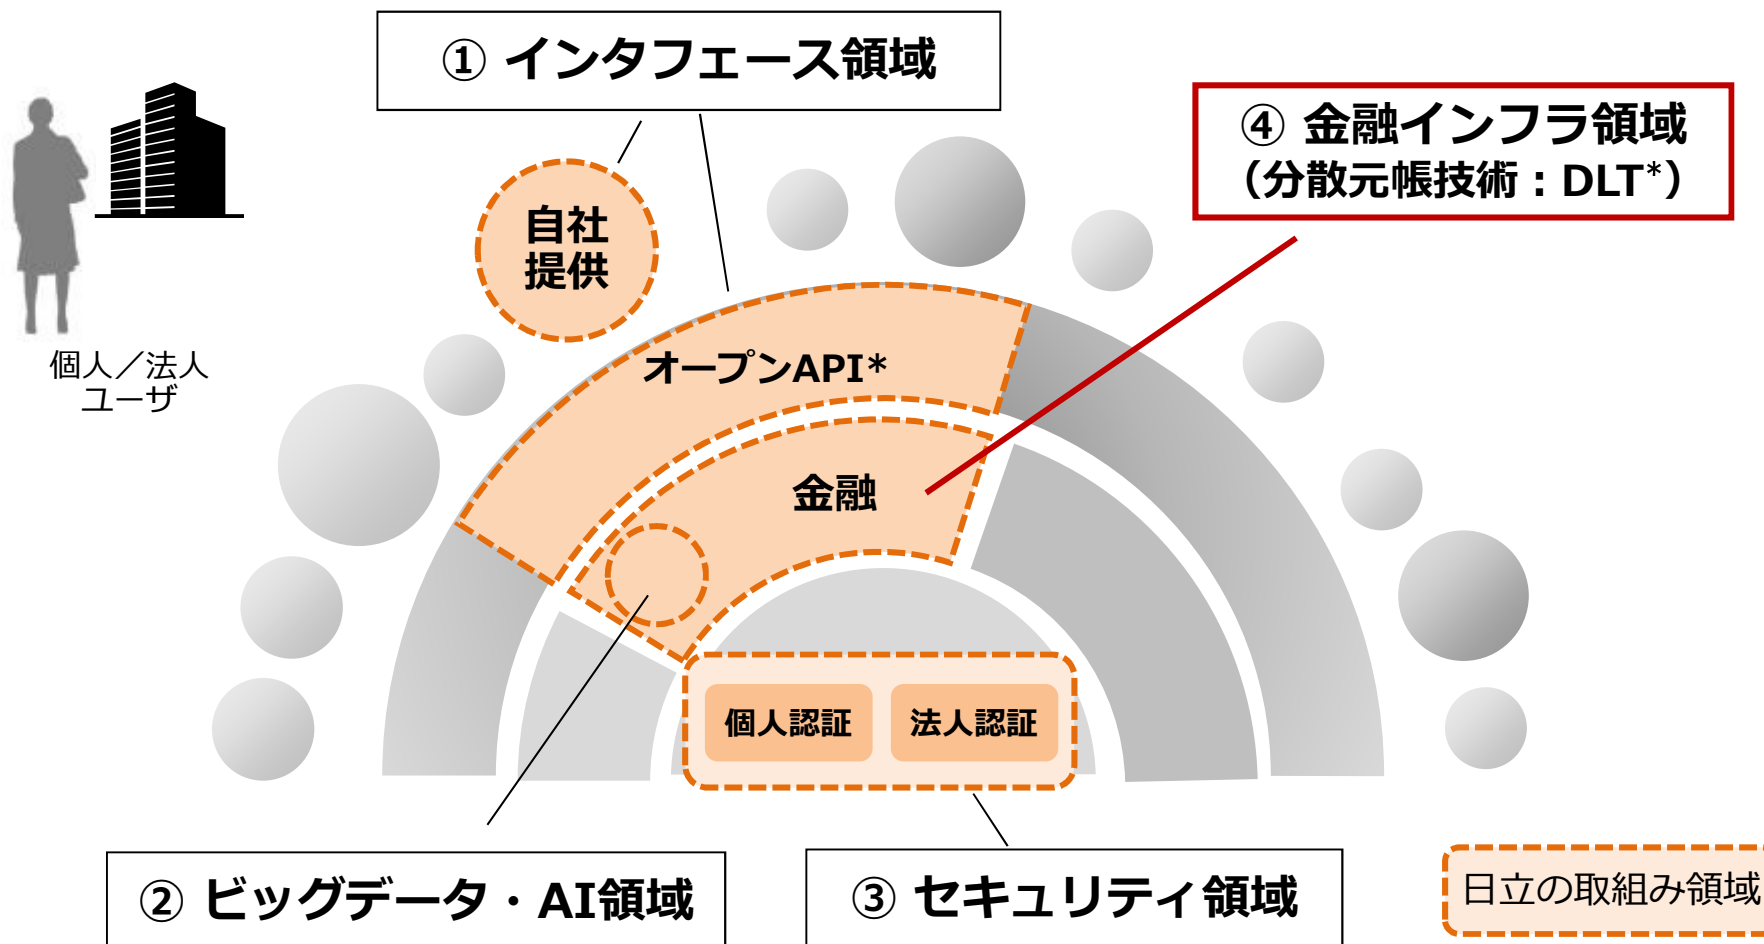 ① インタフェース領域
④ 金融インフラ領域
（分散元帳技術：DLT*）
自社
提供
個人／法人
ユーザ
オープンAPI*
金融
個人認証
法人認証
② ビッグデータ・AI領域
③ セキュリティ領域
日立の取組み領域